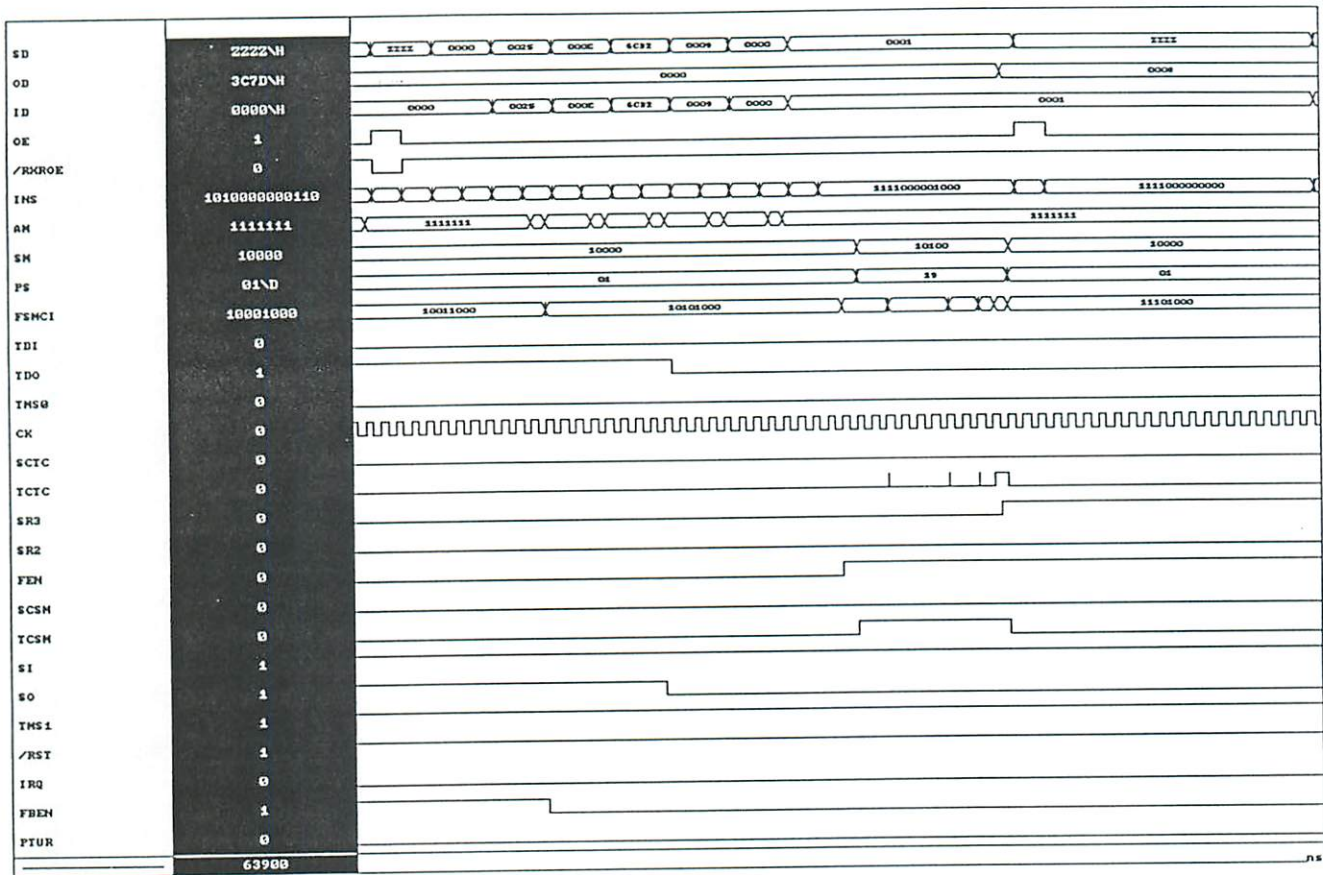 SD ZZZZ\H ZZZZ 0000 0025 000C 6C32 0009 0000 0001 ZZZZ
OD 3C7D\H 0000 0008
ID 0000\H 0000 0025 000C 6C32 0009 0000 0001
OE 1
/RXROE 0
INS 1010000000110 1111000001000 1111000000000
AM 1111111 1111111 1111111
SM 10000 10000 10100 10000
PS 01\D 01 19 01
FSMCI 10001000 10011000 10101000 11101000
TDI 0
TDO 1
TMS0 0
CK 0
SCTC 0
TCTC 0
SR3 0
SR2 0
FEN 0
SCSM 0
TCSM 0
SI 1
SO 1
TMS1 1
/RST 1
IRQ 0
FBEN 1
PTUR 0
63900 ns